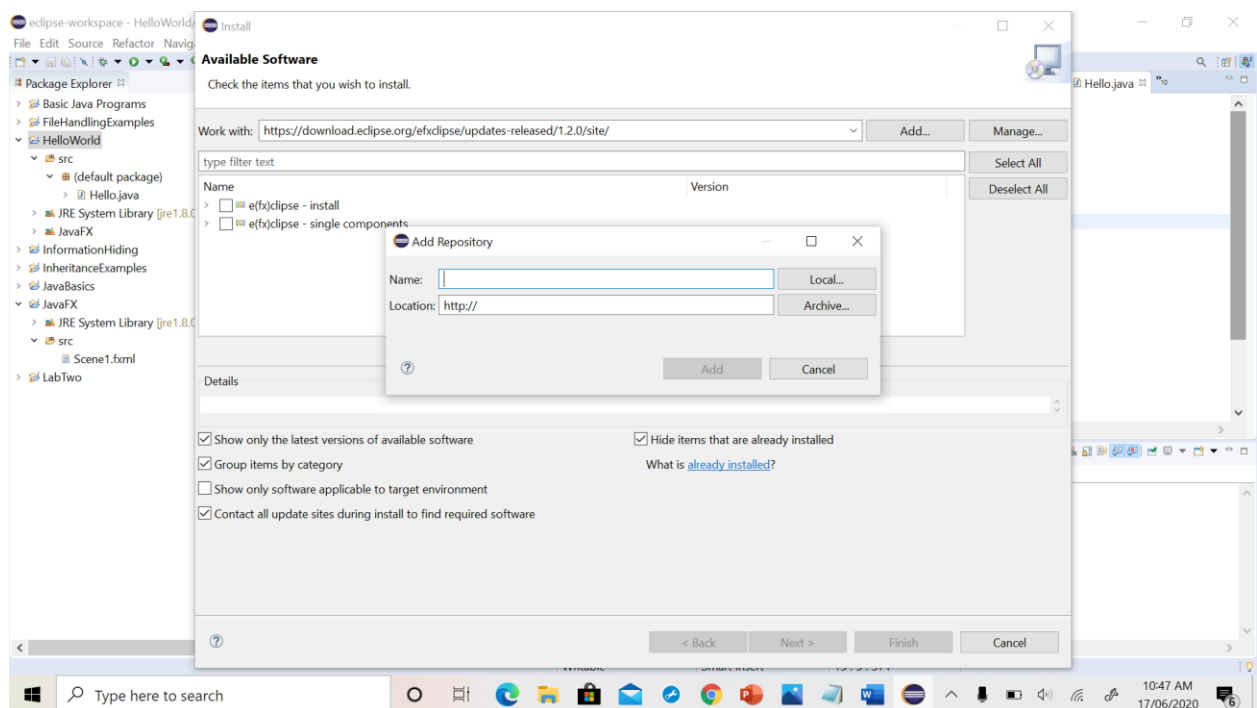 eclipse-workspace - HelloWorld/
File Edit Source Refactor Navig
Package Explorer
Basic Java Programs
FileHandlingExamples
HelloWorld
src
(default package)
Hello.java
JRE System Library [jre1.8.0
JavaFX
InformationHiding
InheritanceExamples
JavaBasics
JavaFX
JRE System Library [jre1.8.0
src
Scene1.fxml
LabTwo
Install
Available Software
Check the items that you wish to install.
Work with: https://download.eclipse.org/efxclipse/updates-released/1.2.0/site/ Add... Manage...
type filter text Select All
Name Version Deselect All
e(fx)clipse - install
e(fx)clipse - single components
Add Repository
Name: Local...
Location: http:// Archive...
Add Cancel
Details
Show only the latest versions of available software Hide items that are already installed
Group items by category What is already installed?
Show only software applicable to target environment
Contact all update sites during install to find required software
< Back Next > Finish Cancel
Hello.java 10
Type here to search
10:47 AM
17/06/2020
6